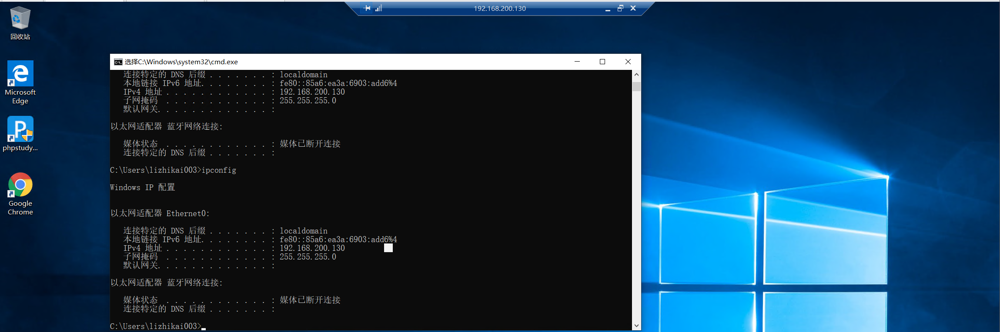 192.168.200.130
回收站
Microsoft
Edge
phpstudy...
Google
Chrome
选择C:\Windows\system32\cmd.exe
连接特定的 DNS 后缀 . . . . . . . : localdomain
本地链接 IPv6 地址. . . . . . . . : fe80::85a6:ea3a:6903:add6%4
IPv4 地址 . . . . . . . . . . . . : 192.168.200.130
子网掩码  . . . . . . . . . . . . : 255.255.255.0
默认网关. . . . . . . . . . . . . :
以太网适配器 蓝牙网络连接:
媒体状态  . . . . . . . . . . . . : 媒体已断开连接
连接特定的 DNS 后缀 . . . . . . . :
C:\Users\lizhikai003>ipconfig
Windows IP 配置
以太网适配器 Ethernet0:
连接特定的 DNS 后缀 . . . . . . . : localdomain
本地链接 IPv6 地址. . . . . . . . : fe80::85a6:ea3a:6903:add6%4
IPv4 地址 . . . . . . . . . . . . : 192.168.200.130
子网掩码  . . . . . . . . . . . . : 255.255.255.0
默认网关. . . . . . . . . . . . . :
以太网适配器 蓝牙网络连接:
媒体状态  . . . . . . . . . . . . : 媒体已断开连接
连接特定的 DNS 后缀 . . . . . . . :
C:\Users\lizhikai003>